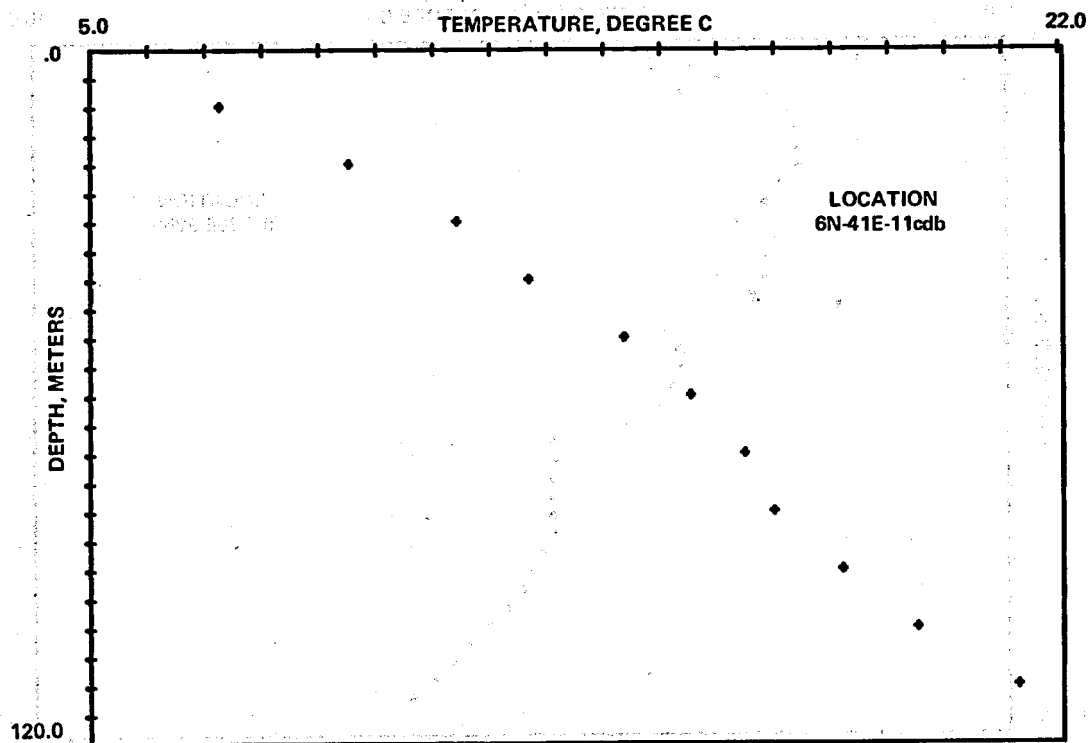 TEMPERATURE, DEGREE C
5.0
22.0
.0
LOCATION
6N-41E-11cdb
DEPTH, METERS
120.0